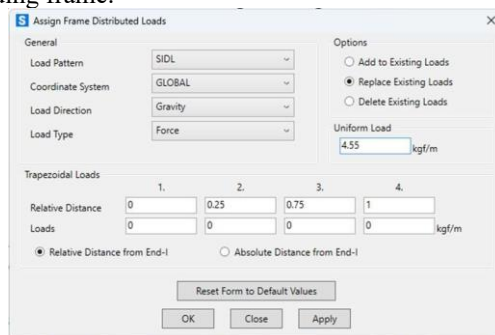 ing frame.
S Assign Frame Distributed Loads
General
Load Pattern SIDL
Coordinate System GLOBAL
Load Direction Gravity
Load Type Force
Options
Add to Existing Loads
Replace Existing Loads
Delete Existing Loads
Uniform Load
4.55 kgf/m
Trapezoidal Loads
1. 2. 3. 4.
Relative Distance 0 0.25 0.75 1
Loads 0 0 0 0 kgf/m
Relative Distance from End-I Absolute Distance from End-I
Reset Form to Default Values
OK Close Apply